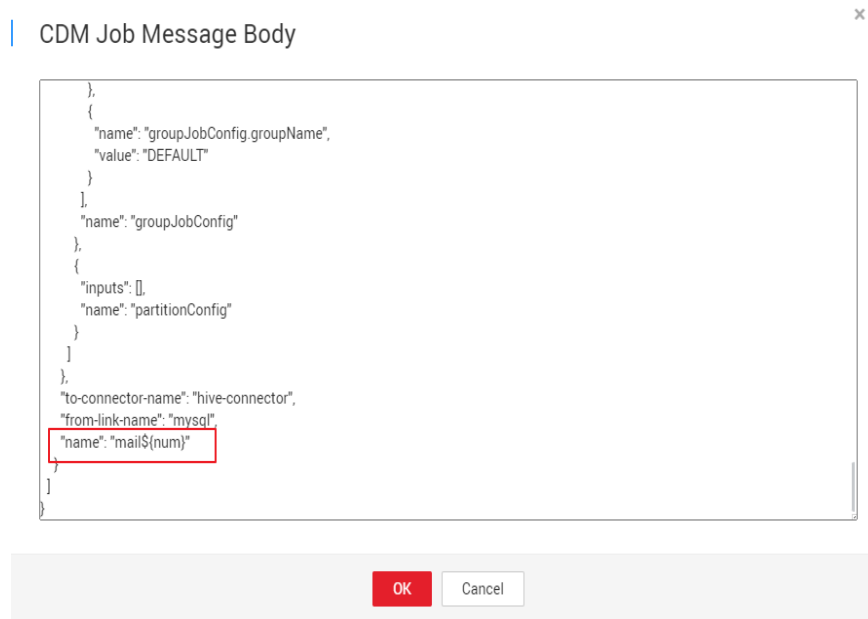 CDM Job Message Body
},
{
"name": "groupJobConfig.groupName",
"value": "DEFAULT"
}
],
"name": "groupJobConfig"
},
{
"inputs": [],
"name": "partitionConfig"
}
]
},
"to-connector-name": "hive-connector",
"from-link-name": "mysql",
"name": "mail${num}"
}
]
}
OK
Cancel